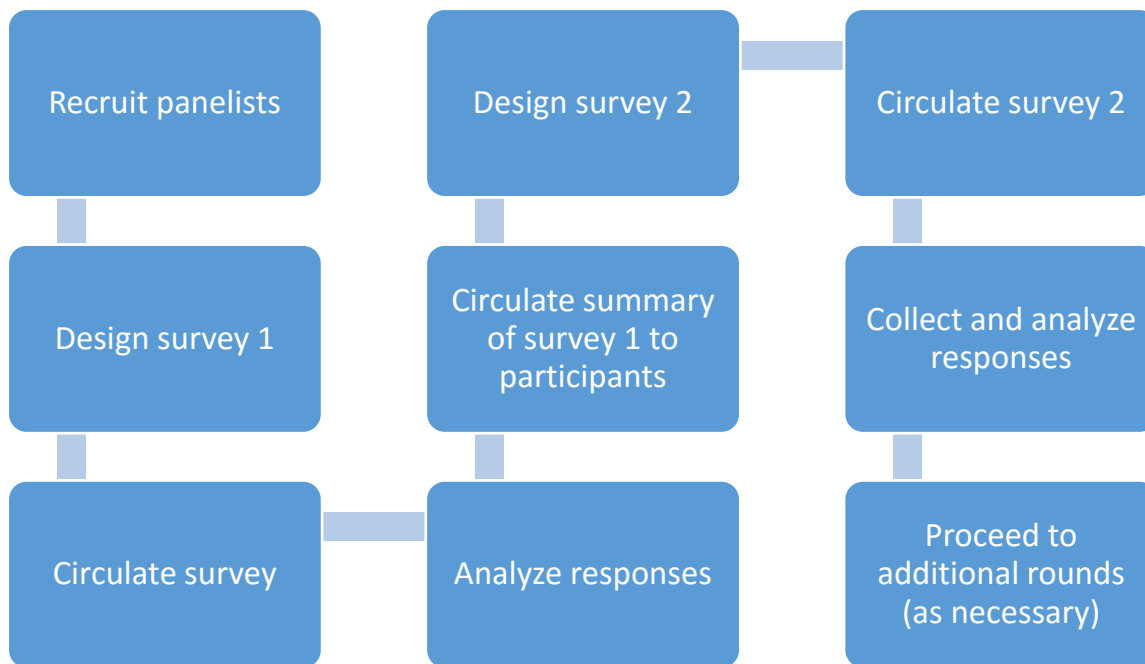 Recruit panelists
Design survey 1
Circulate survey
Analyze responses
Circulate summary
of survey 1 to
participants
Design survey 2
Circulate survey 2
Collect and analyze
responses
Proceed to
additional rounds
(as necessary)